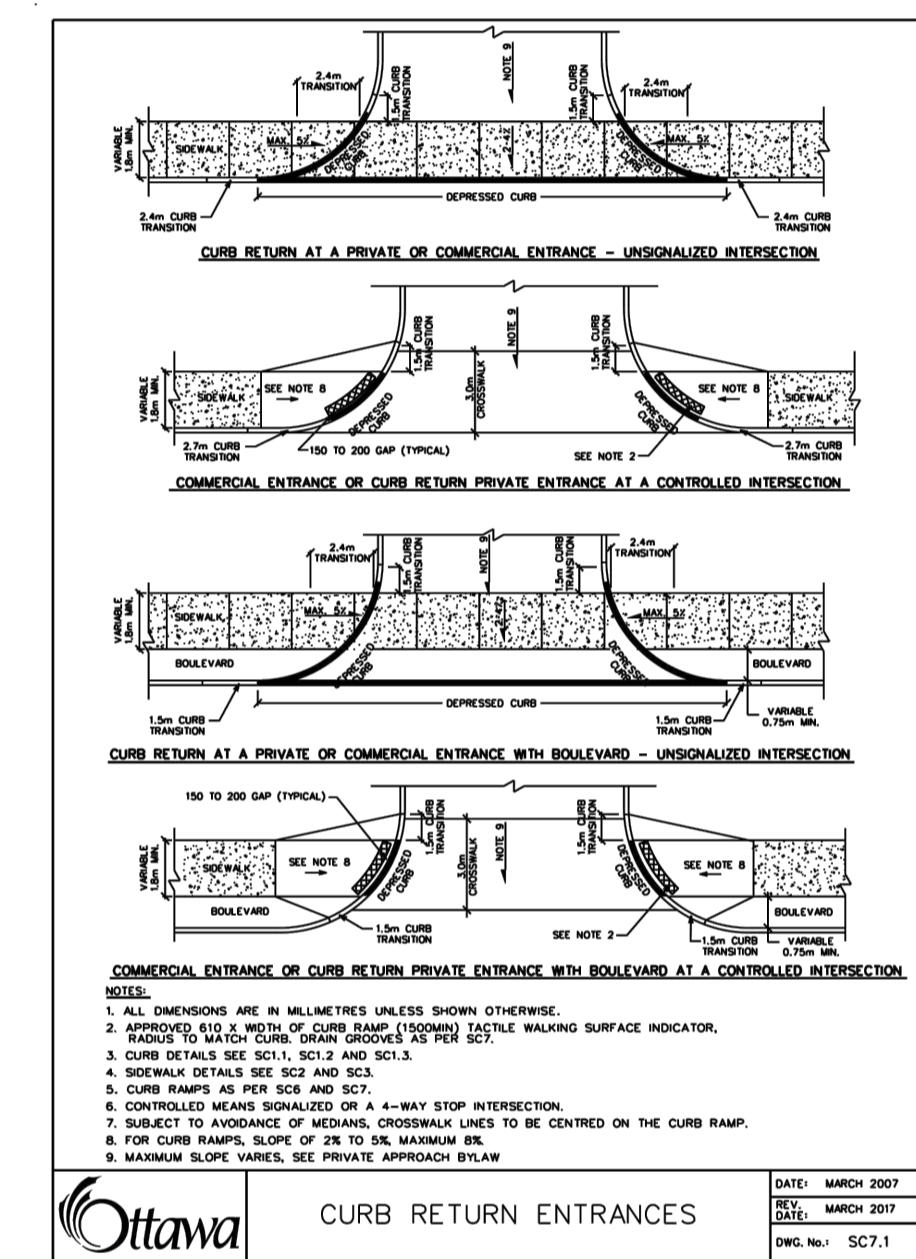 2.4m
TRANSITION
1.5m CURB
TRANSITION
NOTE 9
1.5m CURB
TRANSITION
2.4m
TRANSITION
VARIABLE
1.8m MIN.
SIDEWALK
MAX. 5%
DEPRESSED
CURB
2-4%
DEPRESSED
CURB
MAX. 5%
DEPRESSED CURB
2.4m CURB
TRANSITION
2.4m CURB
TRANSITION
CURB RETURN AT A PRIVATE OR COMMERCIAL ENTRANCE - UNSIGNALIZED INTERSECTION
1.5m CURB
TRANSITION
NOTE 9
1.5m CURB
TRANSITION
VARIABLE
1.8m MIN.
SIDEWALK
SEE NOTE 8
3.0m
CROSSWALK
SEE NOTE 8
SIDEWALK
DEPRESSED
CURB
DEPRESSED
CURB
2.7m CURB
TRANSITION
150 TO 200 GAP (TYPICAL)
SEE NOTE 2
2.7m CURB
TRANSITION
COMMERCIAL ENTRANCE OR CURB RETURN PRIVATE ENTRANCE AT A CONTROLLED INTERSECTION
2.4m
TRANSITION
1.5m CURB
TRANSITION
NOTE 9
1.5m CURB
TRANSITION
2.4m
TRANSITION
VARIABLE
1.8m MIN.
SIDEWALK
MAX. 5%
2-4%
MAX. 5%
BOULEVARD
DEPRESSED
CURB
DEPRESSED
CURB
BOULEVARD
DEPRESSED CURB
1.5m CURB
TRANSITION
1.5m CURB
TRANSITION
VARIABLE
0.75m MIN.
CURB RETURN AT A PRIVATE OR COMMERCIAL ENTRANCE WITH BOULEVARD - UNSIGNALIZED INTERSECTION
150 TO 200 GAP (TYPICAL)
1.5m CURB
TRANSITION
3.0m
CROSSWALK
NOTE 9
1.5m CURB
TRANSITION
VARIABLE
1.8m MIN.
SIDEWALK
SEE NOTE 8
DEPRESSED
CURB
DEPRESSED
CURB
SEE NOTE 8
BOULEVARD
BOULEVARD
1.5m CURB
TRANSITION
SEE NOTE 2
1.5m CURB
TRANSITION
VARIABLE
0.75m MIN.
COMMERCIAL ENTRANCE OR CURB RETURN PRIVATE ENTRANCE WITH BOULEVARD AT A CONTROLLED INTERSECTION
NOTES:
1. ALL DIMENSIONS ARE IN MILLIMETRES UNLESS SHOWN OTHERWISE.
2. APPROVED 610 X WIDTH OF CURB RAMP (1500MIN) TACTILE WALKING SURFACE INDICATOR,
RADIUS TO MATCH CURB. DRAIN GROOVES AS PER SC7.
3. CURB DETAILS SEE SC1.1, SC1.2 AND SC1.3.
4. SIDEWALK DETAILS SEE SC2 AND SC3.
5. CURB RAMPS AS PER SC6 AND SC7.
6. CONTROLLED MEANS SIGNALIZED OR A 4-WAY STOP INTERSECTION.
7. SUBJECT TO AVOIDANCE OF MEDIANS, CROSSWALK LINES TO BE CENTRED ON THE CURB RAMP.
8. FOR CURB RAMPS, SLOPE OF 2% TO 5%, MAXIMUM 8%.
9. MAXIMUM SLOPE VARIES, SEE PRIVATE APPROACH BYLAW
Ottawa
CURB RETURN ENTRANCES
DATE: MARCH 2007
REV. DATE: MARCH 2017
DWG. No.: SC7.1